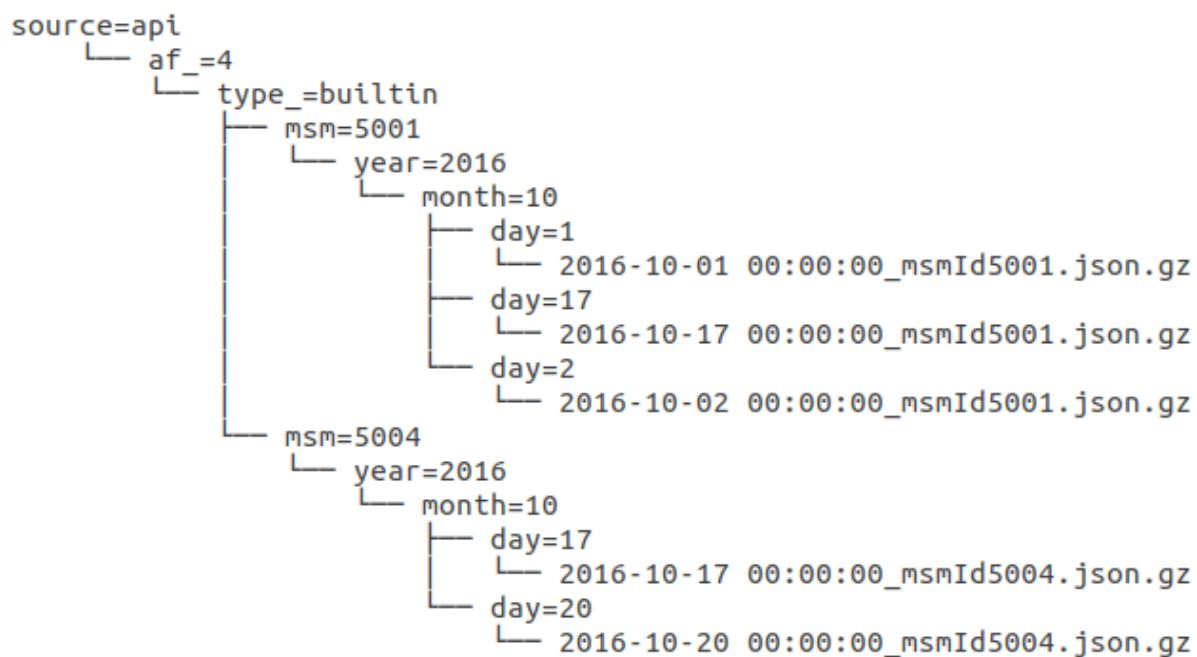 source=api
└── af_=4
└── type_=builtin
├── msm=5001
│ └── year=2016
│ └── month=10
│ ├── day=1
│ │ └── 2016-10-01 00:00:00_msmId5001.json.gz
│ ├── day=17
│ │ └── 2016-10-17 00:00:00_msmId5001.json.gz
│ └── day=2
│ └── 2016-10-02 00:00:00_msmId5001.json.gz
└── msm=5004
└── year=2016
└── month=10
├── day=17
│ └── 2016-10-17 00:00:00_msmId5004.json.gz
└── day=20
└── 2016-10-20 00:00:00_msmId5004.json.gz